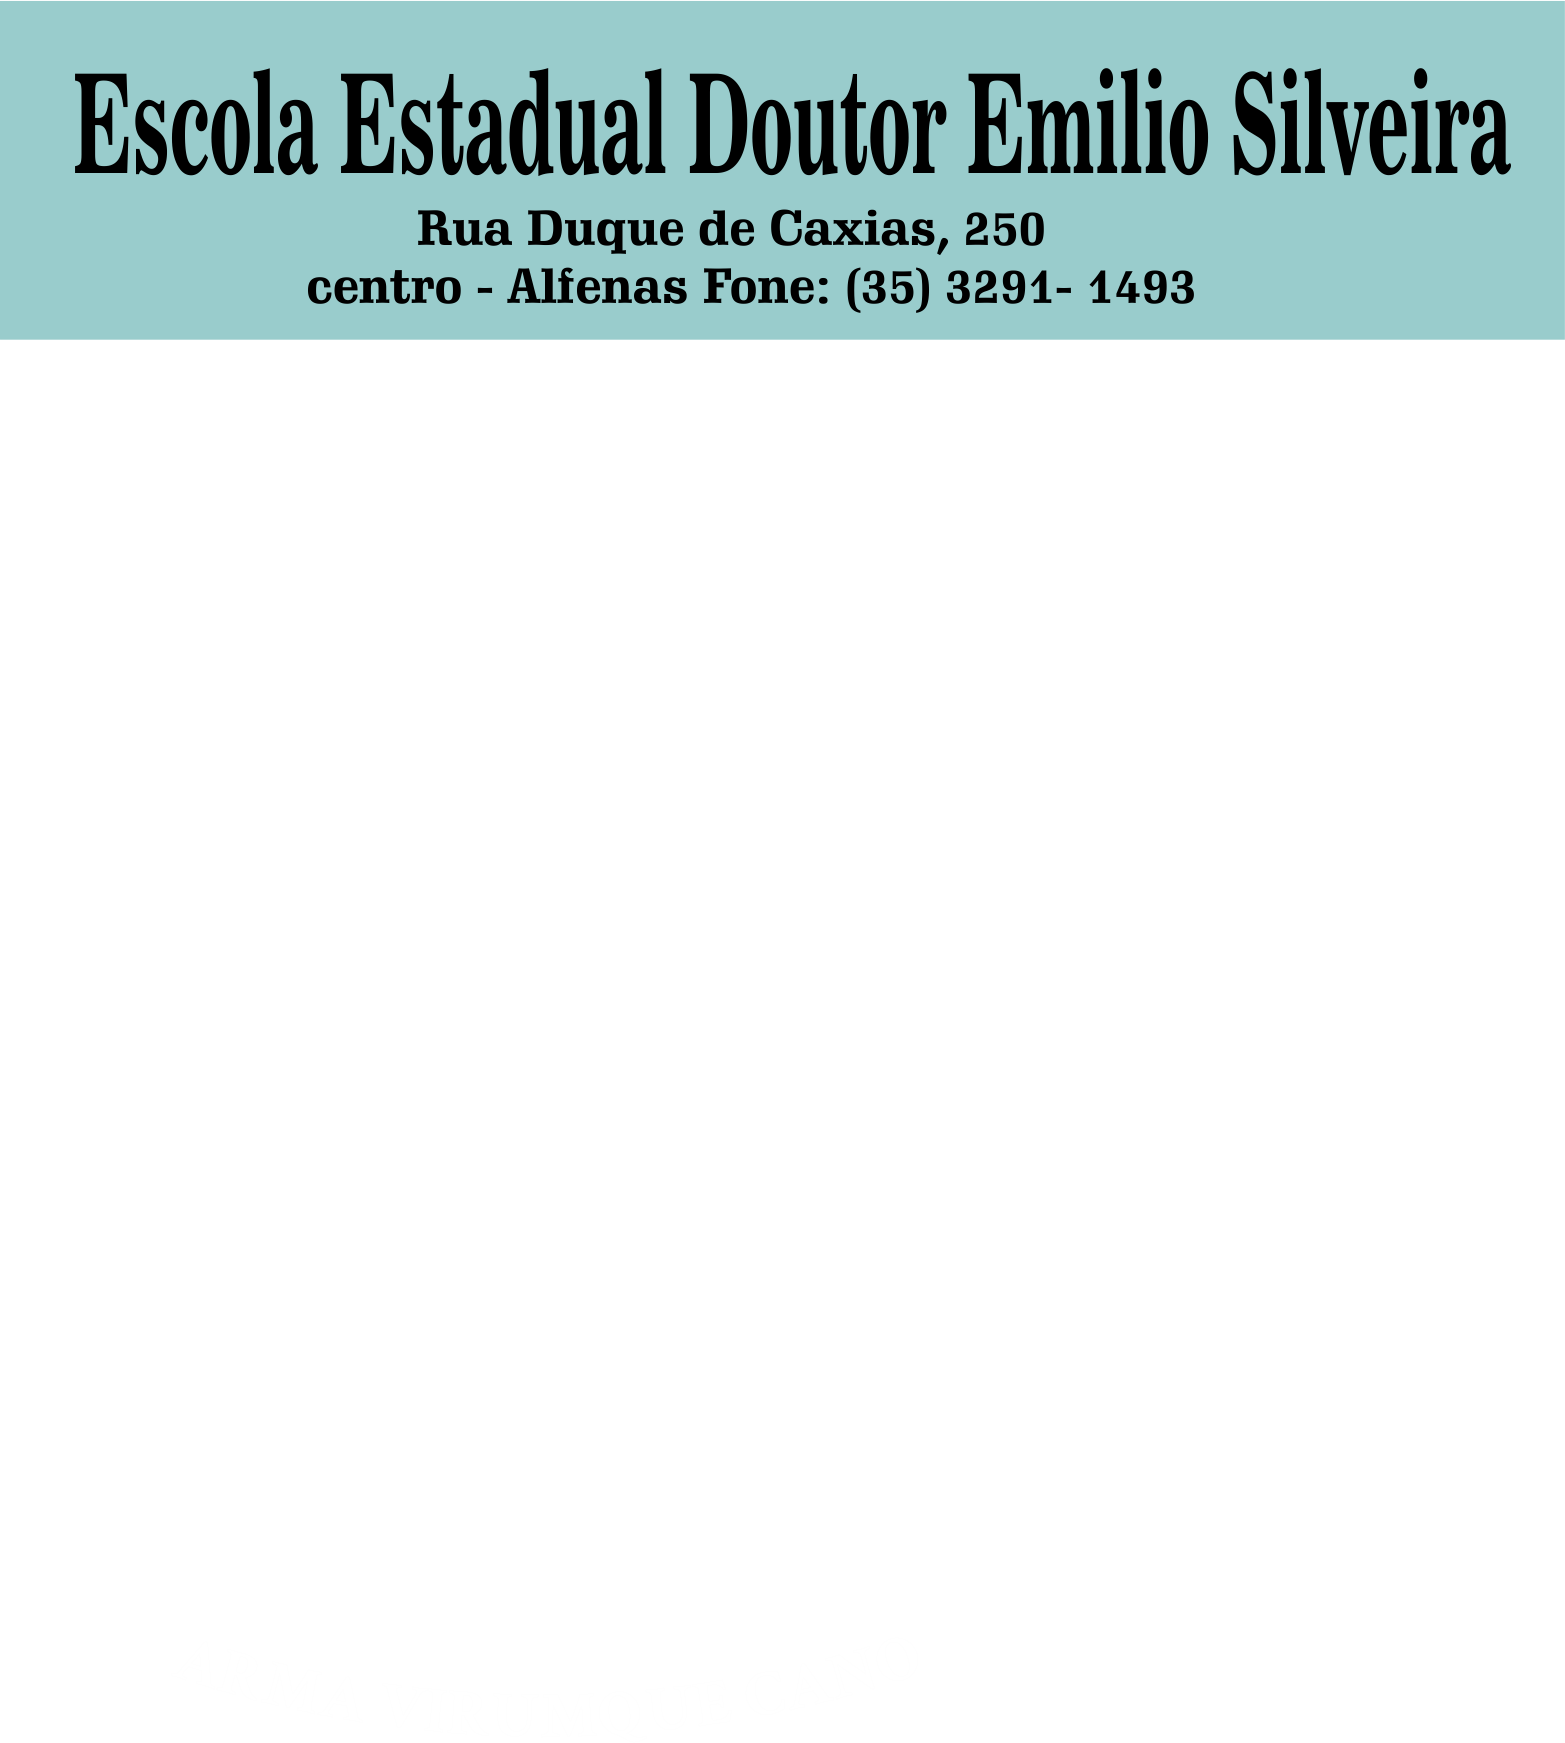 Escola Estadual Doutor Emilio Silveira
Rua Duque de Caxias, 250
centro - Alfenas Fone: (35) 3291- 1493